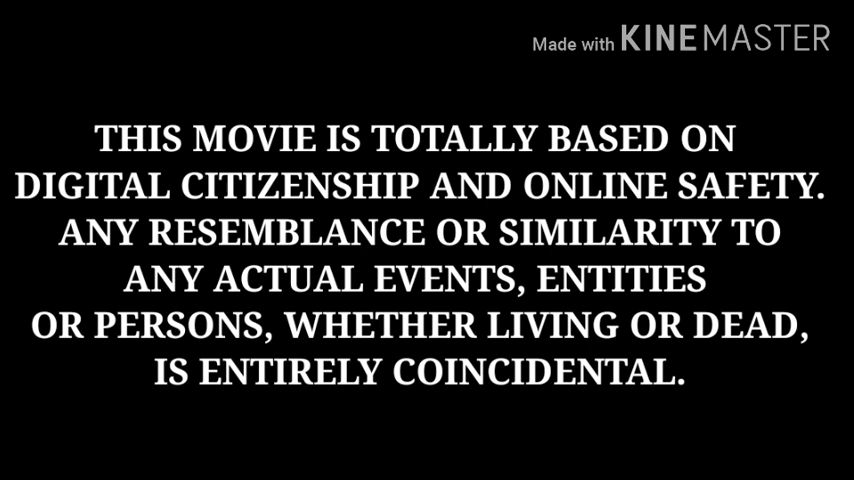 Made with KINEMASTER
THIS MOVIE IS TOTALLY BASED ON
DIGITAL CITIZENSHIP AND ONLINE SAFETY.
ANY RESEMBLANCE OR SIMILARITY TO
ANY ACTUAL EVENTS, ENTITIES
OR PERSONS, WHETHER LIVING OR DEAD,
IS ENTIRELY COINCIDENTAL.